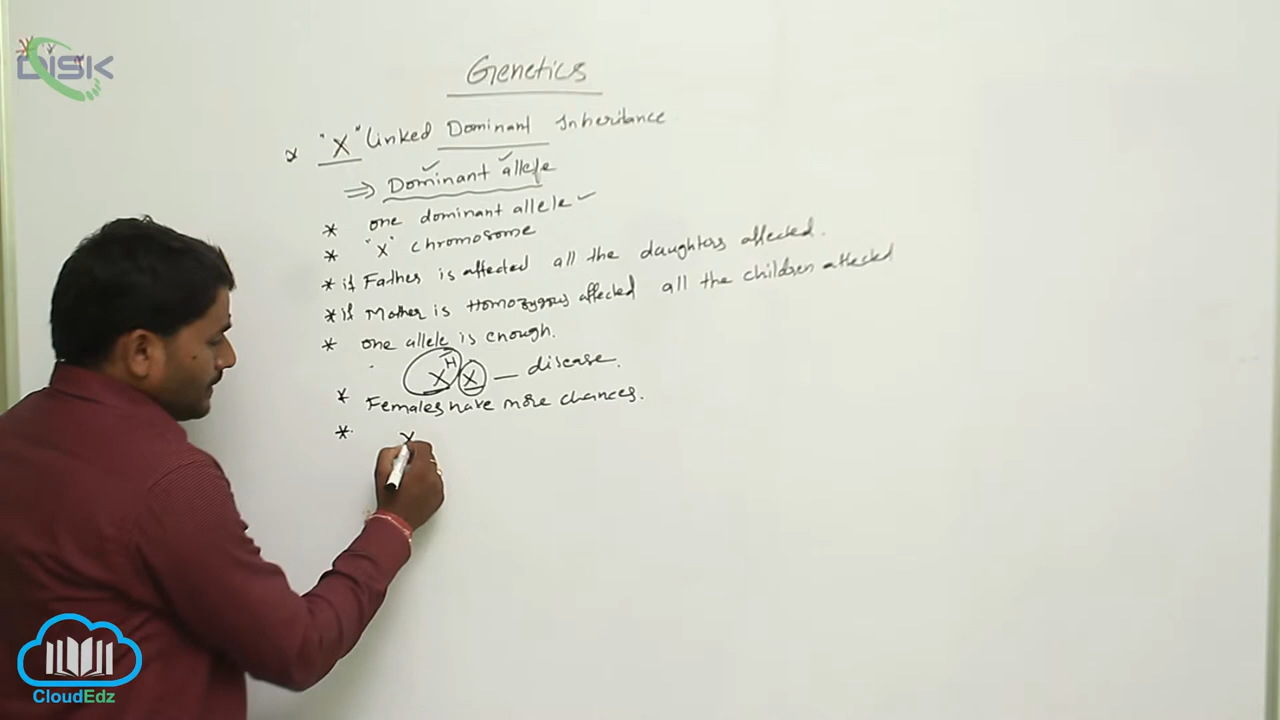 DiSK
Genetics
* "X" linked Dominant Inheritance
⇒ Dominant allele
* one dominant allele ✓
* "X" chromosome
* if Father is affected all the daughters affected.
* if Mother is Homozygous affected all the children affected
* one allele is enough.
X^H X — disease.
* Females have more chances.
* X
CloudEdz